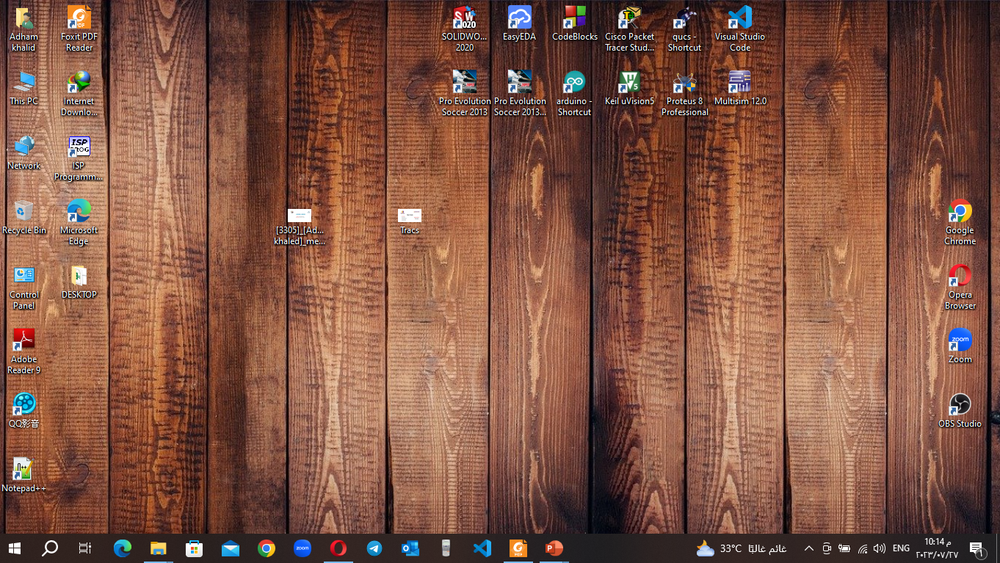 Adham
khalid
Foxit PDF
Reader
SOLIDWO...
2020
EasyEDA
CodeBlocks
Cisco Packet
Tracer Stud...
qucs -
Shortcut
Visual Studio
Code
This PC
Internet
Downlo...
Pro Evolution
Soccer 2013
Pro Evolution
Soccer 2013...
arduino -
Shortcut
Keil uVision5
Proteus 8
Professional
Multisim 12.0
Network
ISP
PROG
ISP
Programm...
Recycle Bin
Microsoft
Edge
[3305]_[Ad...
khaled]_me...
Tracs
Google
Chrome
Control
Panel
DESKTOP
Opera
Browser
Adobe
Reader 9
zoom
Zoom
QQ影音
OBS Studio
Notepad++
zoom
33°C غائم غالبًا
ENG
10:14 م
٢٠٢٣/٠٧/٢٧
1